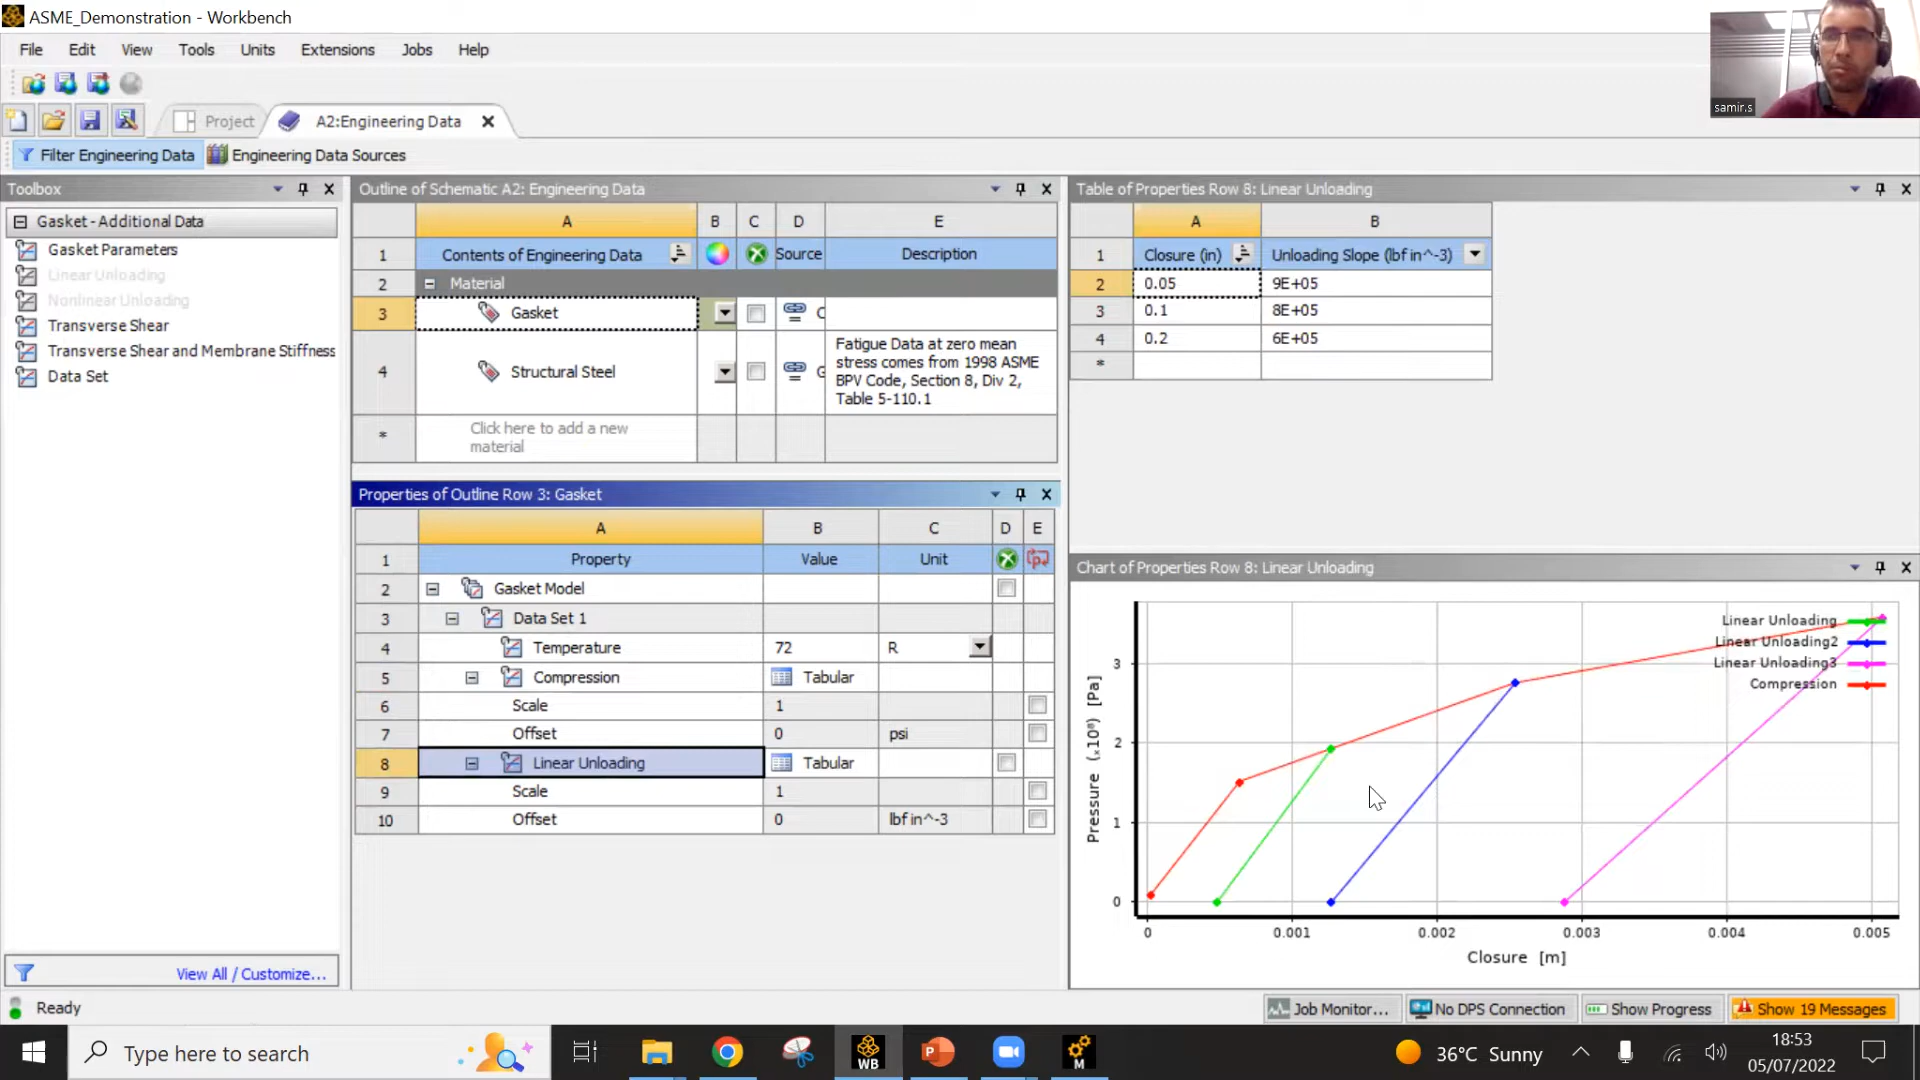 ASME_Demonstration - Workbench
samir.s
File Edit View Tools Units Extensions Jobs Help
Project A2:Engineering Data
Filter Engineering Data Engineering Data Sources
Toolbox
Gasket - Additional Data
Gasket Parameters
Linear Unloading
Nonlinear Unloading
Transverse Shear
Transverse Shear and Membrane Stiffness
Data Set
View All / Customize...
Outline of Schematic A2: Engineering Data
A B C D E
1 Contents of Engineering Data Source Description
2 Material
3 Gasket C
4 Structural Steel G Fatigue Data at zero mean
stress comes from 1998 ASME
BPV Code, Section 8, Div 2,
Table 5-110.1
* Click here to add a new
material
Properties of Outline Row 3: Gasket
A B C D E
1 Property Value Unit
2 Gasket Model
3 Data Set 1
4 Temperature 72 R
5 Compression Tabular
6 Scale 1
7 Offset 0 psi
8 Linear Unloading Tabular
9 Scale 1
10 Offset 0 lbf in^-3
Table of Properties Row 8: Linear Unloading
A B
1 Closure (in) Unloading Slope (lbf in^-3)
2 0.05 9E+05
3 0.1 8E+05
4 0.2 6E+05
*
Chart of Properties Row 8: Linear Unloading
Linear Unloading
Linear Unloading2
Linear Unloading3
Compression
Pressure (x10⁸) [Pa]
3
2
1
0
0 0.001 0.002 0.003 0.004 0.005
Closure [m]
Ready
Job Monitor... No DPS Connection Show Progress Show 19 Messages
Type here to search
WB
P
M
36°C Sunny
18:53
05/07/2022